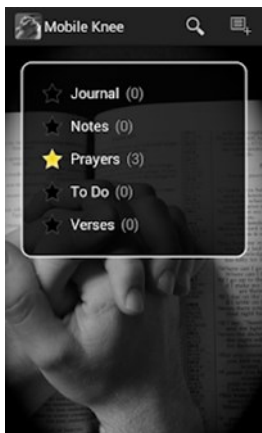 Mobile Knee
Journal (0)
Notes (0)
Prayers (3)
To Do (0)
Verses (0)